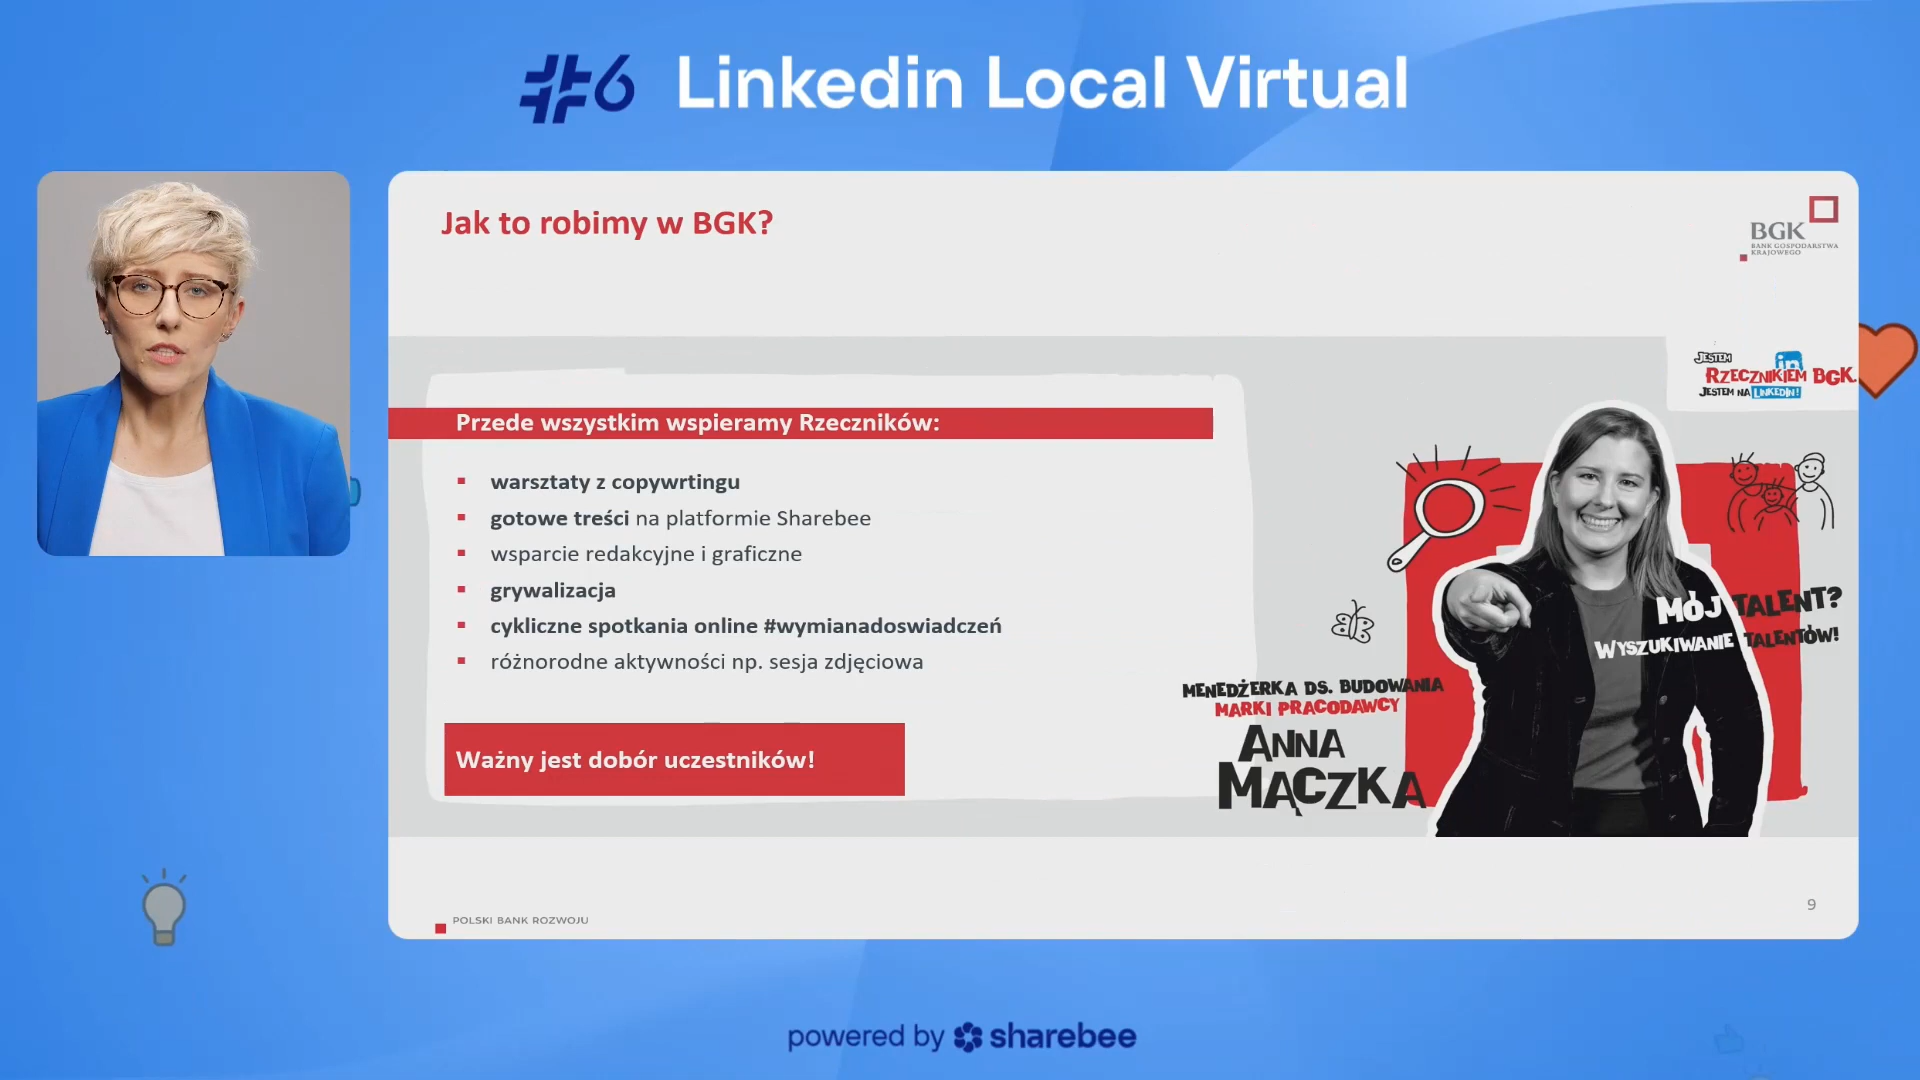 #6 Linkedin Local Virtual
Jak to robimy w BGK?
BGK
BANK GOSPODARSTWA
KRAJOWEGO
JESTEM
RZECZNIKIEM BGK.
in
JESTEM NA LINKEDIN!
Przede wszystkim wspieramy Rzeczników:
warsztaty z copywrtingu
gotowe treści na platformie Sharebee
wsparcie redakcyjne i graficzne
grywalizacja
cykliczne spotkania online #wymianadoswiadczeń
różnorodne aktywności np. sesja zdjęciowa
Ważny jest dobór uczestników!
MÓJ TALENT?
WYSZUKIWANIE TALENTÓW!
MENEDŻERKA DS. BUDOWANIA
MARKI PRACODAWCY
ANNA
MĄCZKA
POLSKI BANK ROZWOJU
9
powered by sharebee